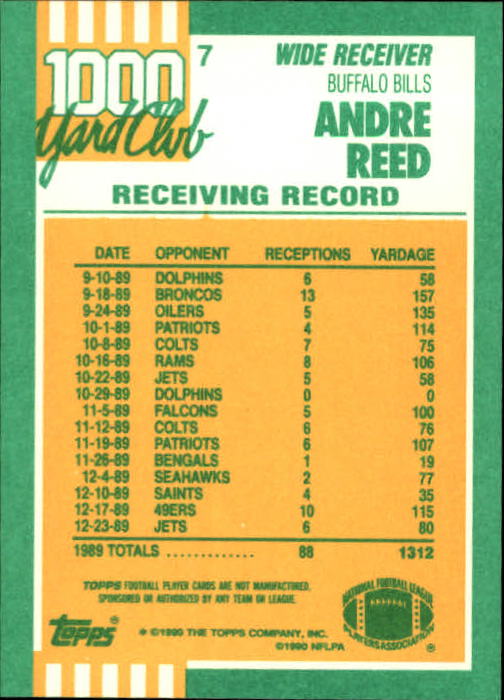 1000
Yard Club
7
WIDE RECEIVER
BUFFALO BILLS
ANDRE
REED
RECEIVING RECORD
DATE OPPONENT RECEPTIONS YARDAGE
9-10-89 DOLPHINS 6 58
9-18-89 BRONCOS 13 157
9-24-89 OILERS 5 135
10-1-89 PATRIOTS 4 114
10-8-89 COLTS 7 75
10-16-89 RAMS 8 106
10-22-89 JETS 5 58
10-29-89 DOLPHINS 0 0
11-5-89 FALCONS 5 100
11-12-89 COLTS 6 76
11-19-89 PATRIOTS 6 107
11-26-89 BENGALS 1 19
12-4-89 SEAHAWKS 2 77
12-10-89 SAINTS 4 35
12-17-89 49ERS 10 115
12-23-89 JETS 6 80
1989 TOTALS .............. 88 1312
TOPPS FOOTBALL PLAYER CARDS ARE NOT MANUFACTURED,
SPONSORED OR AUTHORIZED BY ANY TEAM OR LEAGUE.
Topps®
* ©1990 THE TOPPS COMPANY, INC.
©1990 NFLPA
NATIONAL FOOTBALL LEAGUE
PLAYERS ASSOCIATION ®